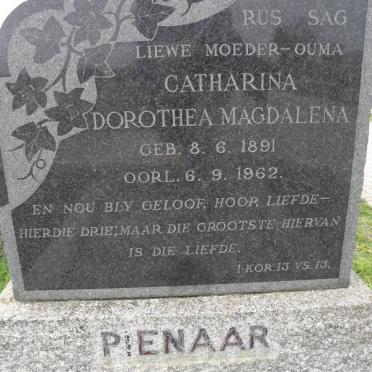 RUS SAG
LIEWE MOEDER-OUMA
CATHARINA
DOROTHEA MAGDALENA
GEB. 8. 6. 1891
OORL. 6. 9. 1962.
EN NOU BLY GELOOF, HOOP, LIEFDE-
HIERDIE DRIE; MAAR DIE GROOTSTE HIERVAN
IS DIE LIEFDE.
1 KOR. 13 VS. 13.
PIENAAR